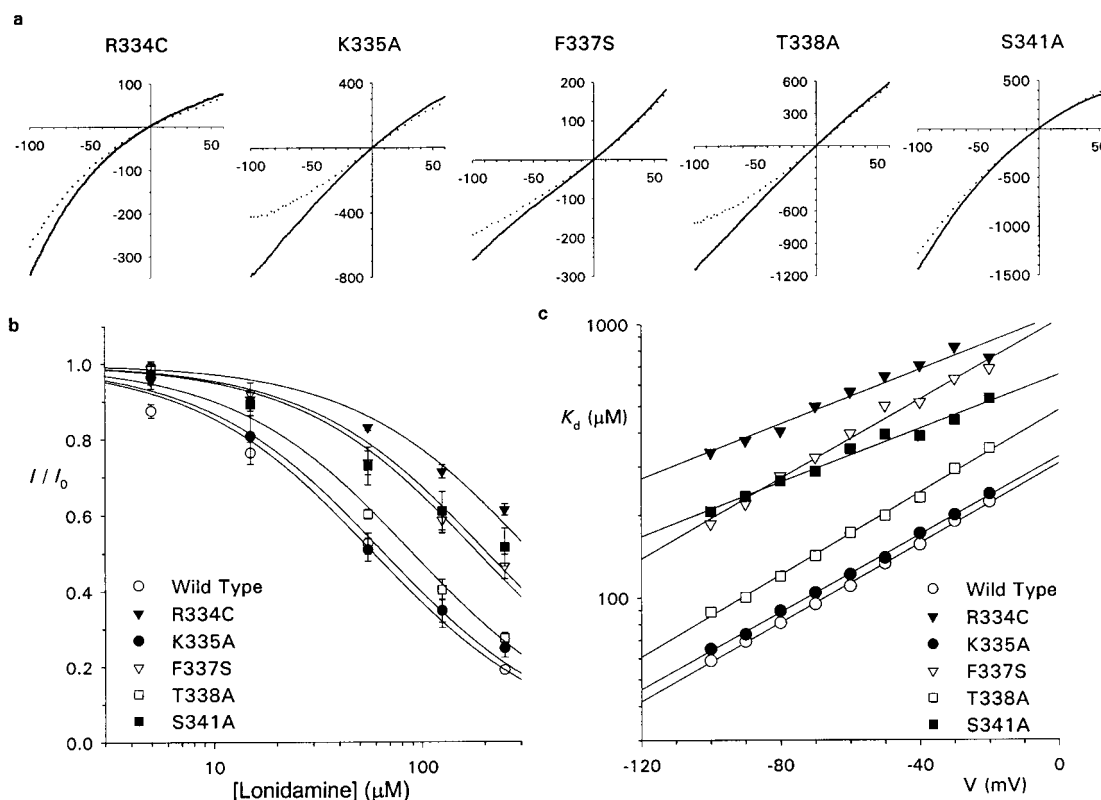 a
R334C
K335A
F337S
T338A
S341A
100
-100 -50 50
-100
-200
-300
400
-100 -50 50
-400
-800
200
100
-100 -50 50
-100
-200
-300
600
300
-100 -50 50
-300
-600
-900
-1200
500
-100 -50 50
-500
-1000
-1500
b
1.0
0.8
I / I0
0.6
0.4
0.2
0.0
Wild Type
R334C
K335A
F337S
T338A
S341A
10 100
[Lonidamine] (μM)
c
1000
Kd (μM)
100
Wild Type
R334C
K335A
F337S
T338A
S341A
-120 -80 -40 0
V (mV)